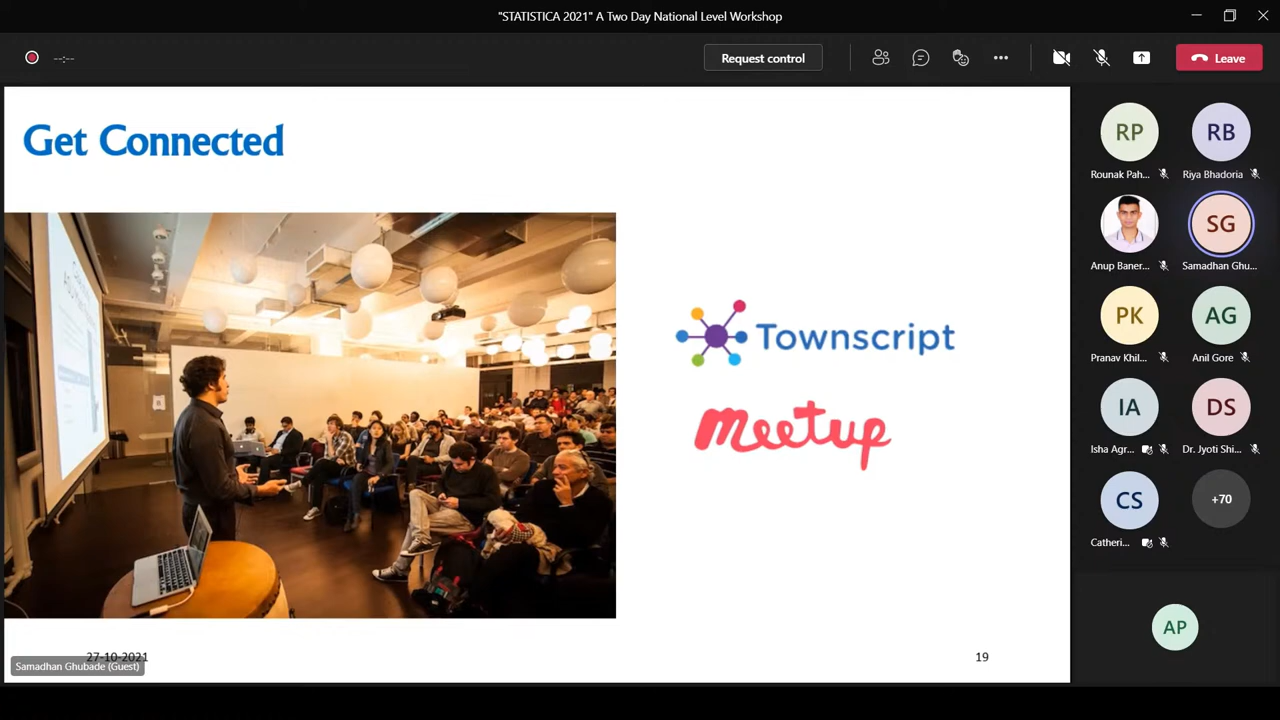 "STATISTICA 2021" A Two Day National Level Workshop
--:--
Request control
Leave
Get Connected
Townscript
meetup
27-10-2021
19
Samadhan Ghubade (Guest)
RP
RB
Rounak Pah...
Riya Bhadoria
SG
Anup Baner...
Samadhan Ghu...
PK
AG
Pranav Khil...
Anil Gore
IA
DS
Isha Agr...
Dr. Jyoti Shi...
CS
+70
Catheri...
AP